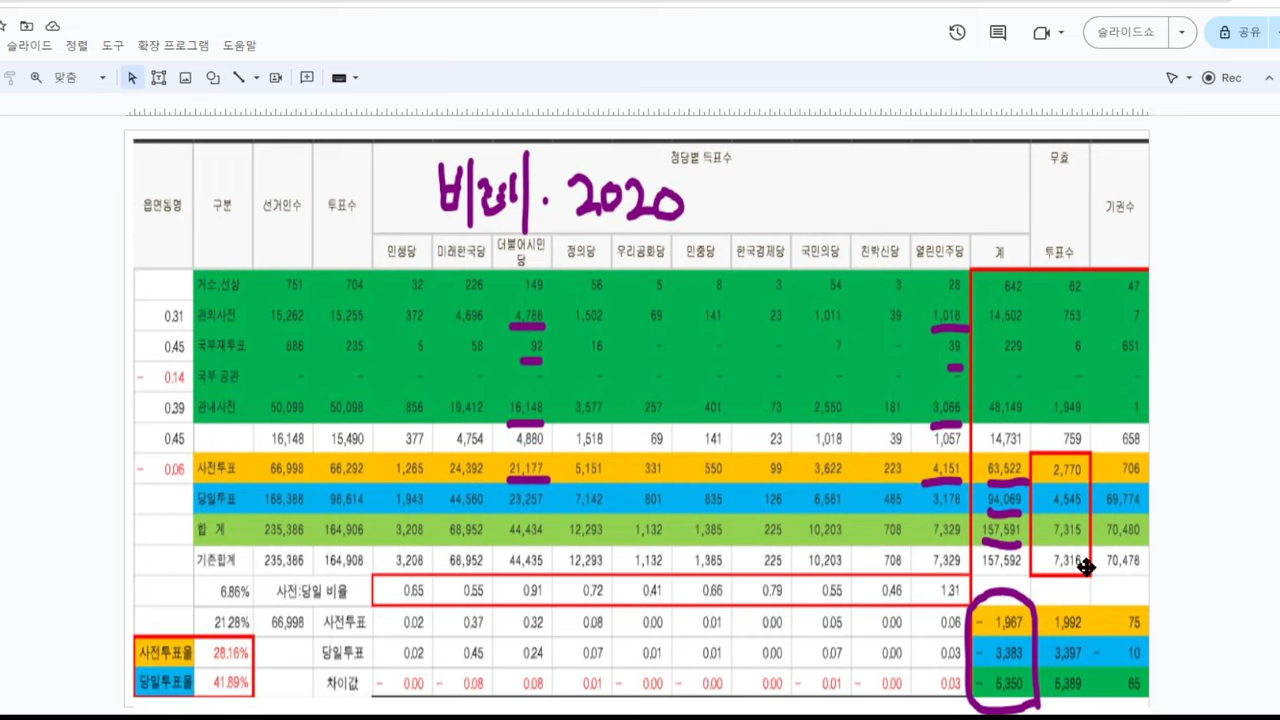 슬라이드 정렬 도구 확장 프로그램 도움말
슬라이드쇼 공유
맞춤 Rec
비례. 2020
읍면동명 구분 선거인수 투표수 정당별 득표수 무효 투표수 기권수
민생당 미래한국당 더불어시민당 정의당 우리공화당 민중당 한국경제당 국민의당 친박신당 열린민주당 계
거소,선상 751 704 32 226 149 56 5 8 3 54 3 28 642 62 47
0.31 관외사전 15,262 15,255 372 4,696 4,788 1,502 69 141 23 1,011 39 1,018 14,502 753 7
0.45 국부재투표 886 235 5 58 92 16 - - - 7 - 39 229 6 651
- 0.14 국부 공관 - - - - - - - - - - - - - - -
0.39 관내사전 50,099 50,098 856 19,412 16,148 3,577 257 401 73 2,550 181 3,066 48,149 1,949 1
0.45 16,148 15,490 377 4,754 4,880 1,518 69 141 23 1,018 39 1,057 14,731 759 658
- 0.06 사전투표 66,998 66,292 1,265 24,392 21,177 5,151 331 550 99 3,622 223 4,151 63,522 2,770 706
당일투표 168,388 98,614 1,943 44,560 23,257 7,142 801 835 126 6,581 485 3,178 94,069 4,545 69,774
합 계 235,386 164,906 3,208 68,952 44,434 12,293 1,132 1,385 225 10,203 708 7,329 157,591 7,315 70,480
기존합계 235,386 164,908 3,208 68,952 44,435 12,293 1,132 1,385 225 10,203 708 7,329 157,592 7,316 70,478
6.86% 사전:당일 비율 0.65 0.55 0.91 0.72 0.41 0.66 0.79 0.55 0.46 1.31
21.28% 66,998 사전투표 0.02 0.37 0.32 0.08 0.00 0.01 0.00 0.05 0.00 0.06 - 1,967 1,992 75
사전투표율 28.16% 당일투표 0.02 0.45 0.24 0.07 0.01 0.01 0.00 0.07 0.00 0.03 - 3,383 3,397 - 10
당일투표율 41.89% 차이값 - 0.00 - 0.08 0.08 0.01 - 0.00 - 0.00 0.00 - 0.01 - 0.00 0.03 - 5,350 5,389 65